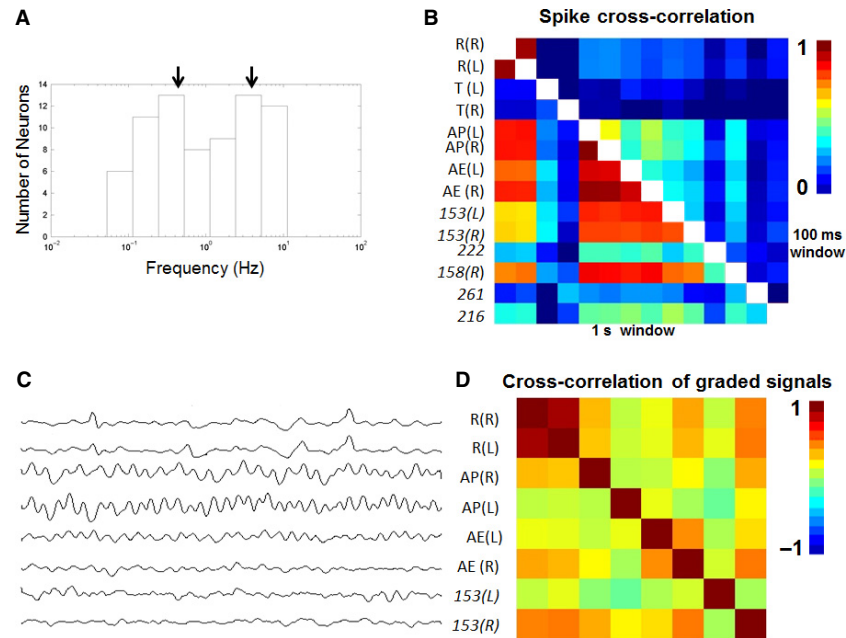 A
Number of Neurons
14
12
10
8
6
4
2
0
10⁻²
10⁻¹
10⁰
10¹
10²
Frequency (Hz)
B
Spike cross-correlation
R(R)
R(L)
T (L)
T(R)
AP(L)
AP(R)
AE(L)
AE (R)
153(L)
153(R)
222
158(R)
261
216
1
0
100 ms
window
1 s window
C
D
Cross-correlation of graded signals
R(R)
R(L)
AP(R)
AP(L)
AE(L)
AE (R)
153(L)
153(R)
1
−1